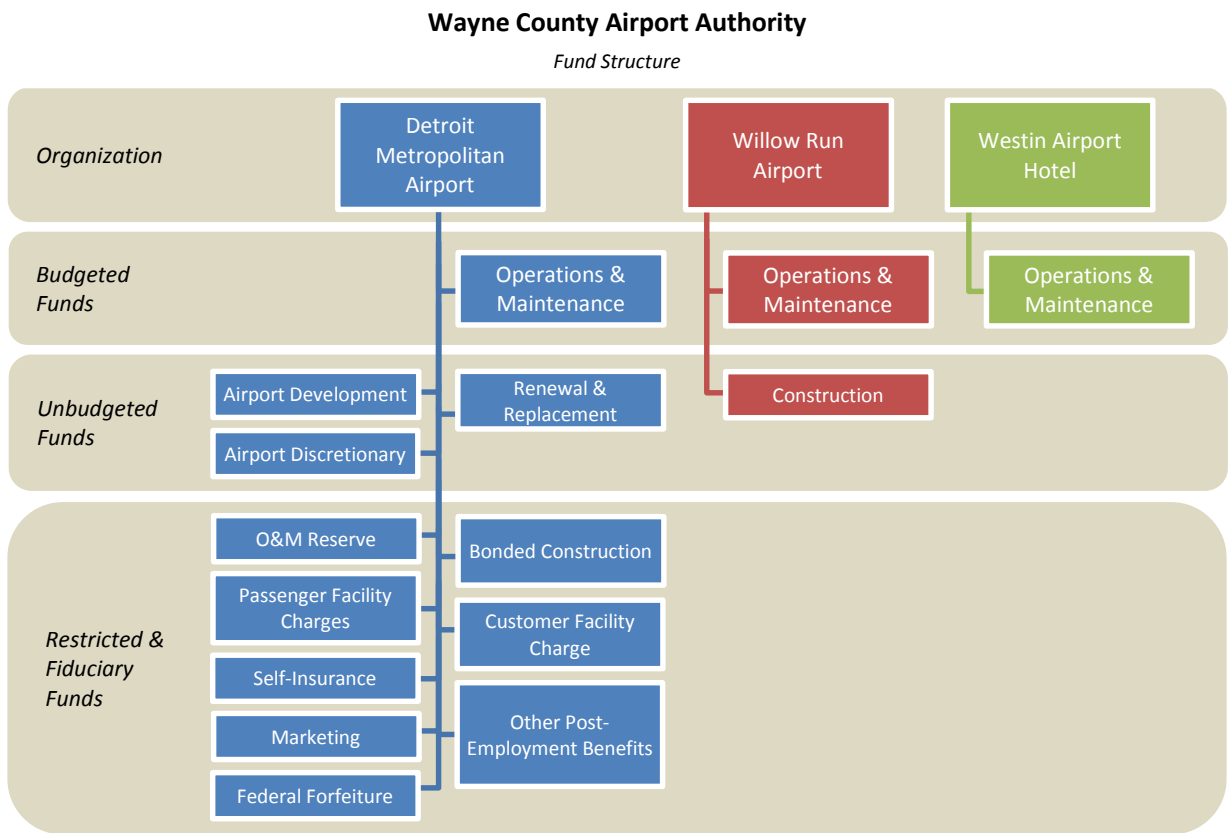 Wayne County Airport Authority
Fund Structure
Organization
Detroit
Metropolitan
Airport
Willow Run
Airport
Westin Airport
Hotel
Budgeted
Funds
Operations &
Maintenance
Operations &
Maintenance
Operations &
Maintenance
Unbudgeted
Funds
Airport Development
Airport Discretionary
Renewal &
Replacement
Construction
Restricted &
Fiduciary
Funds
O&M Reserve
Passenger Facility
Charges
Self-Insurance
Marketing
Federal Forfeiture
Bonded Construction
Customer Facility
Charge
Other Post-
Employment Benefits